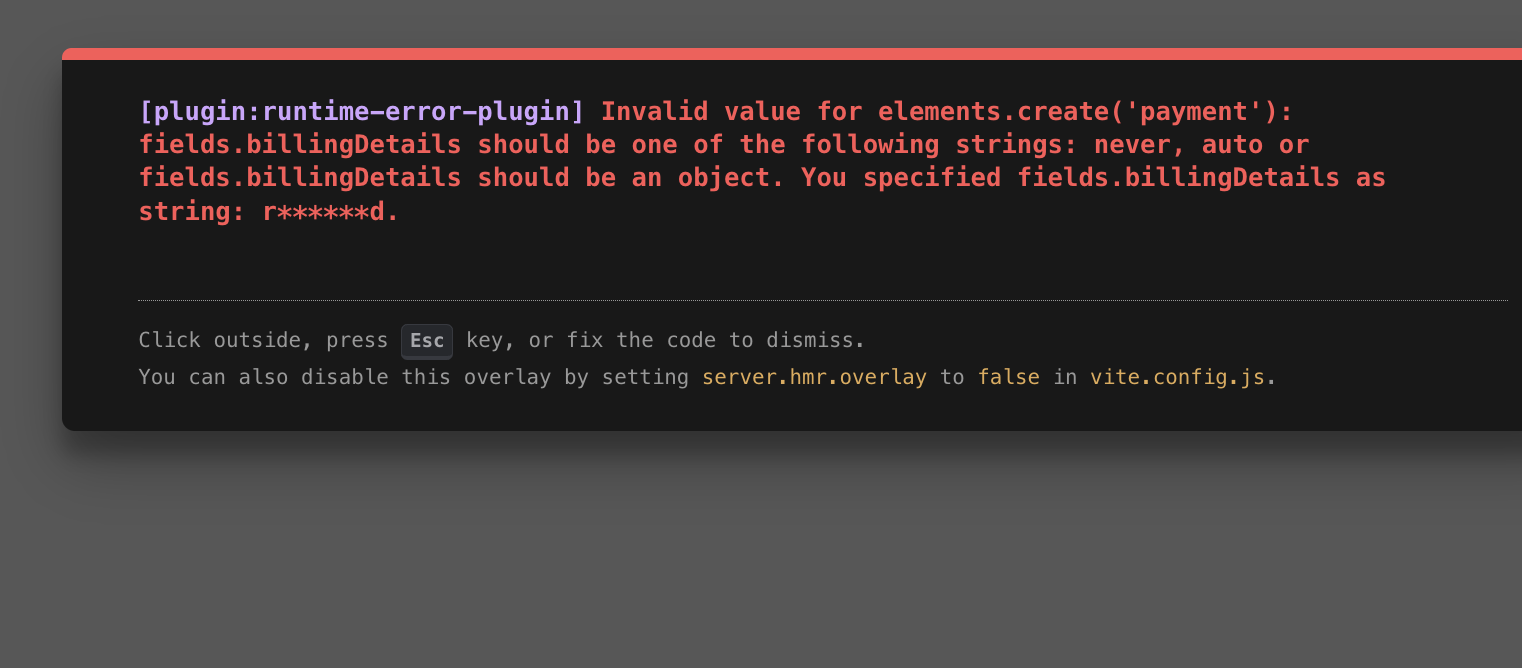 [plugin:runtime-error-plugin] Invalid value for elements.create('payment'):
fields.billingDetails should be one of the following strings: never, auto or
fields.billingDetails should be an object. You specified fields.billingDetails as
string: r******d.
Click outside, press Esc key, or fix the code to dismiss.
You can also disable this overlay by setting server.hmr.overlay to false in vite.config.js.